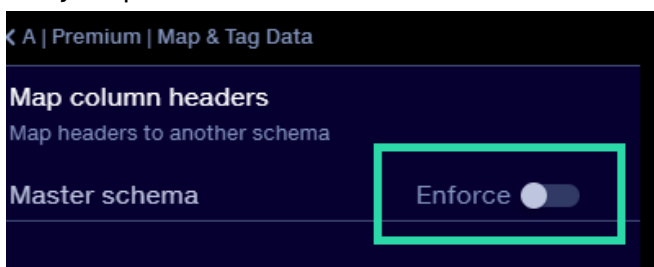 A | Premium | Map & Tag Data
Map column headers
Map headers to another schema
Master schema Enforce